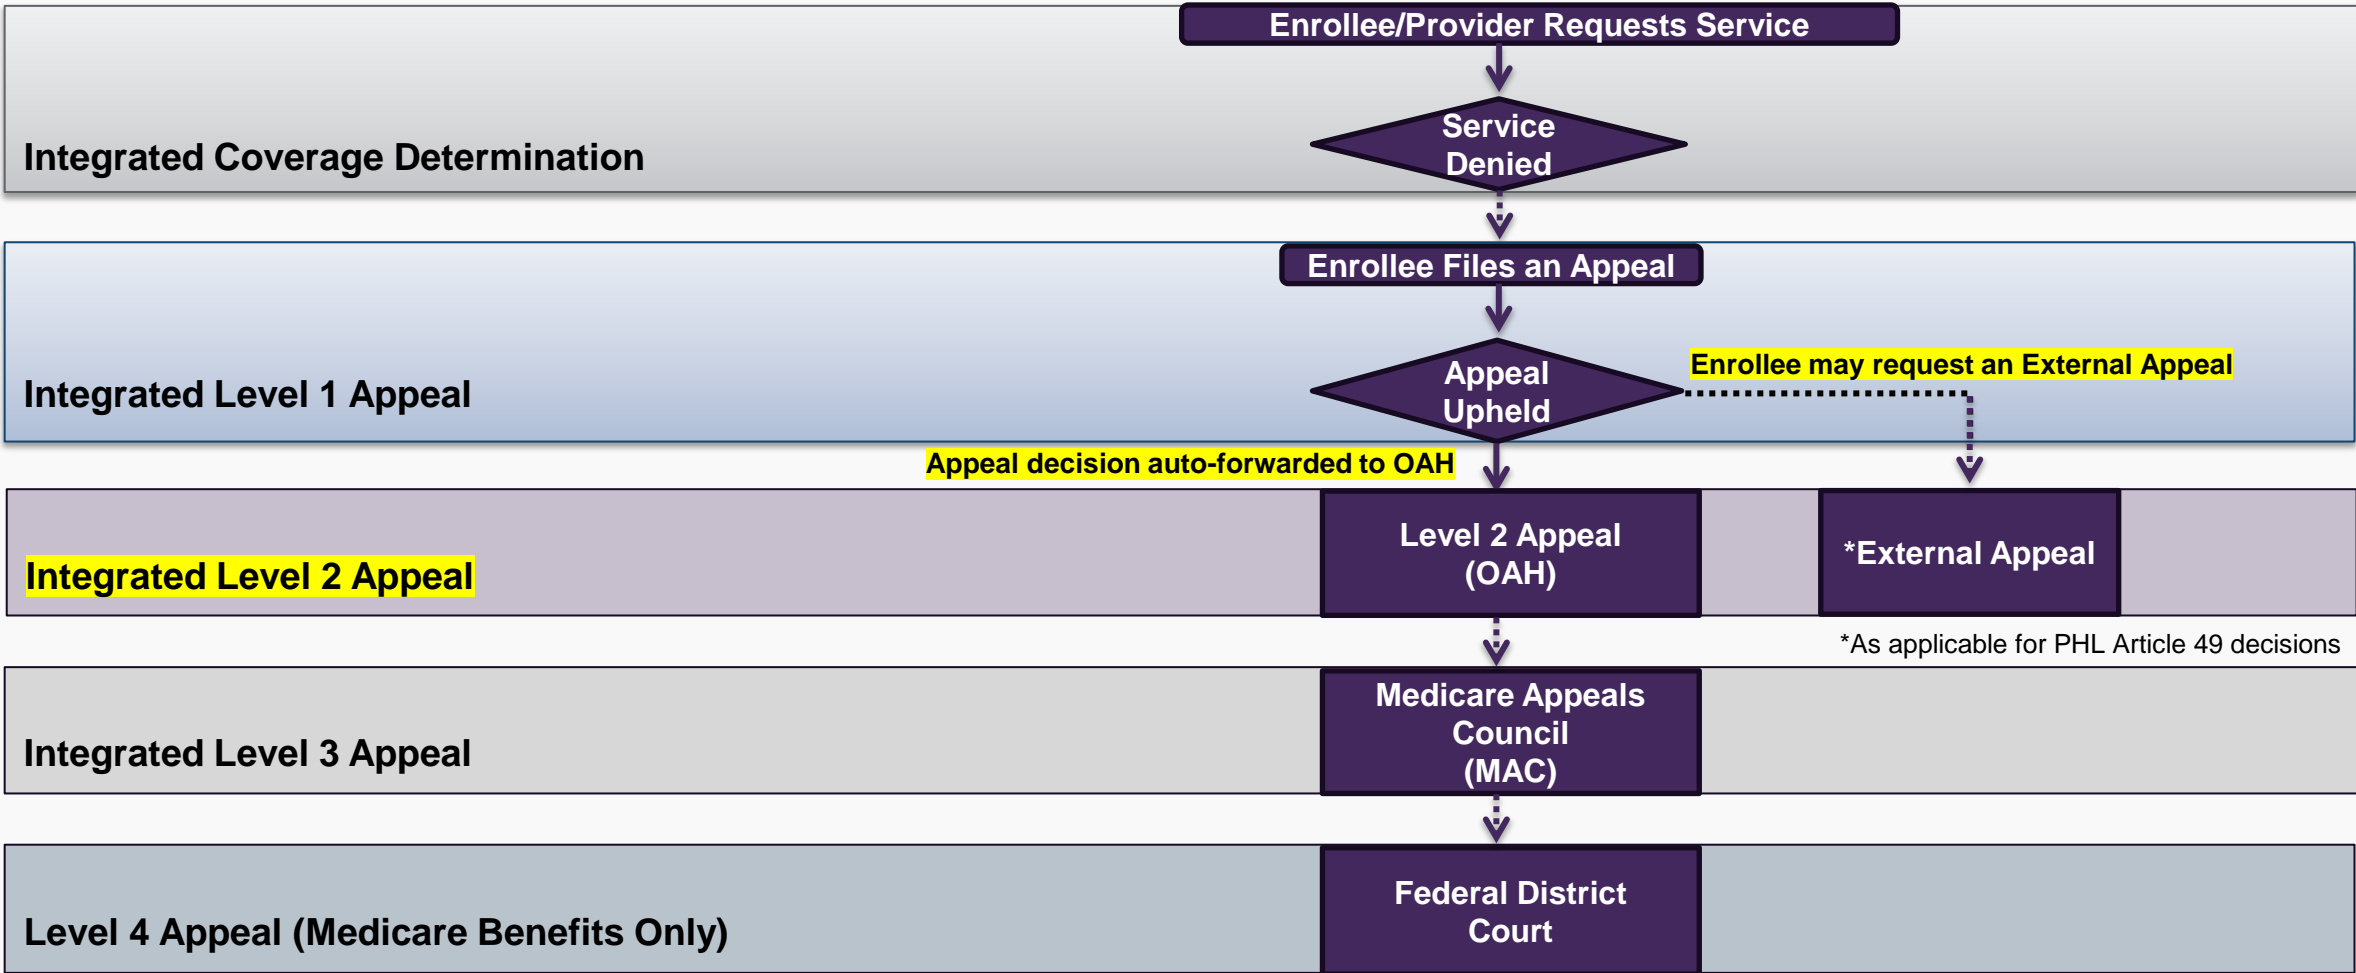 Enrollee/Provider Requests Service
Service
Denied
Integrated Coverage Determination
Enrollee Files an Appeal
Appeal
Upheld
Enrollee may request an External Appeal
Integrated Level 1 Appeal
Appeal decision auto-forwarded to OAH
Level 2 Appeal
(OAH)
*External Appeal
Integrated Level 2 Appeal
*As applicable for PHL Article 49 decisions
Medicare Appeals
Council
(MAC)
Integrated Level 3 Appeal
Federal District
Court
Level 4 Appeal (Medicare Benefits Only)